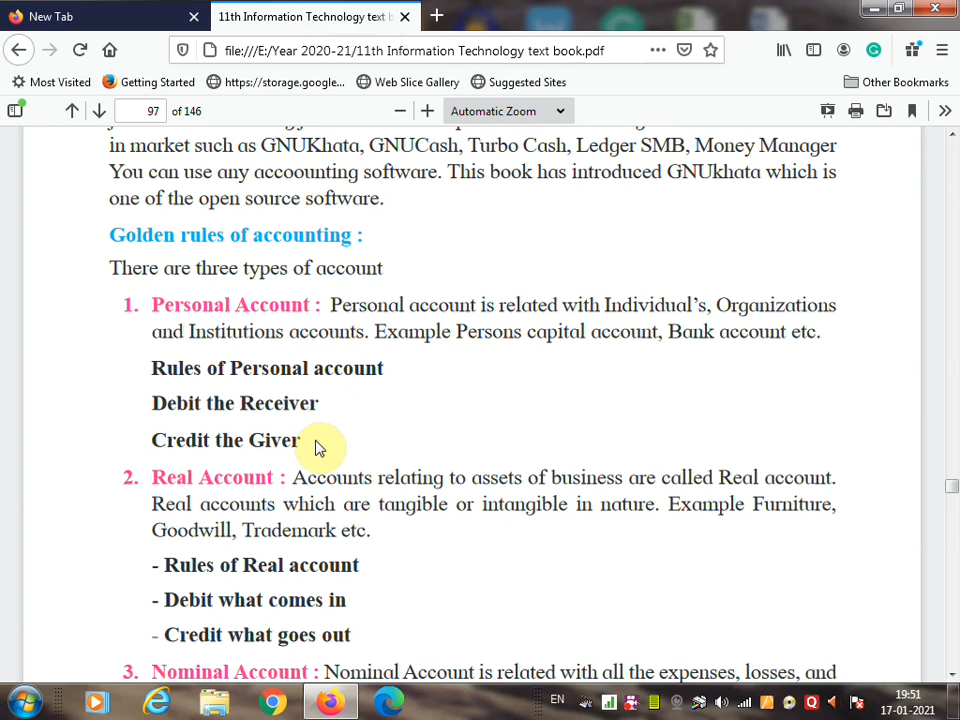 New Tab
11th Information Technology text b
file:///E:/Year 2020-21/11th Information Technology text book.pdf
Most Visited
Getting Started
https://storage.google...
Web Slice Gallery
Suggested Sites
Other Bookmarks
97 of 146
Automatic Zoom
in market such as GNUKhata, GNUCash, Turbo Cash, Ledger SMB, Money Manager
You can use any accoounting software. This book has introduced GNUkhata which is
one of the open source software.
Golden rules of accounting :
There are three types of account
1. Personal Account : Personal account is related with Individual's, Organizations
and Institutions accounts. Example Persons capital account, Bank account etc.
Rules of Personal account
Debit the Receiver
Credit the Giver
2. Real Account : Accounts relating to assets of business are called Real account.
Real accounts which are tangible or intangible in nature. Example Furniture,
Goodwill, Trademark etc.
- Rules of Real account
- Debit what comes in
- Credit what goes out
3. Nominal Account : Nominal Account is related with all the expenses, losses, and
EN
19:51
17-01-2021